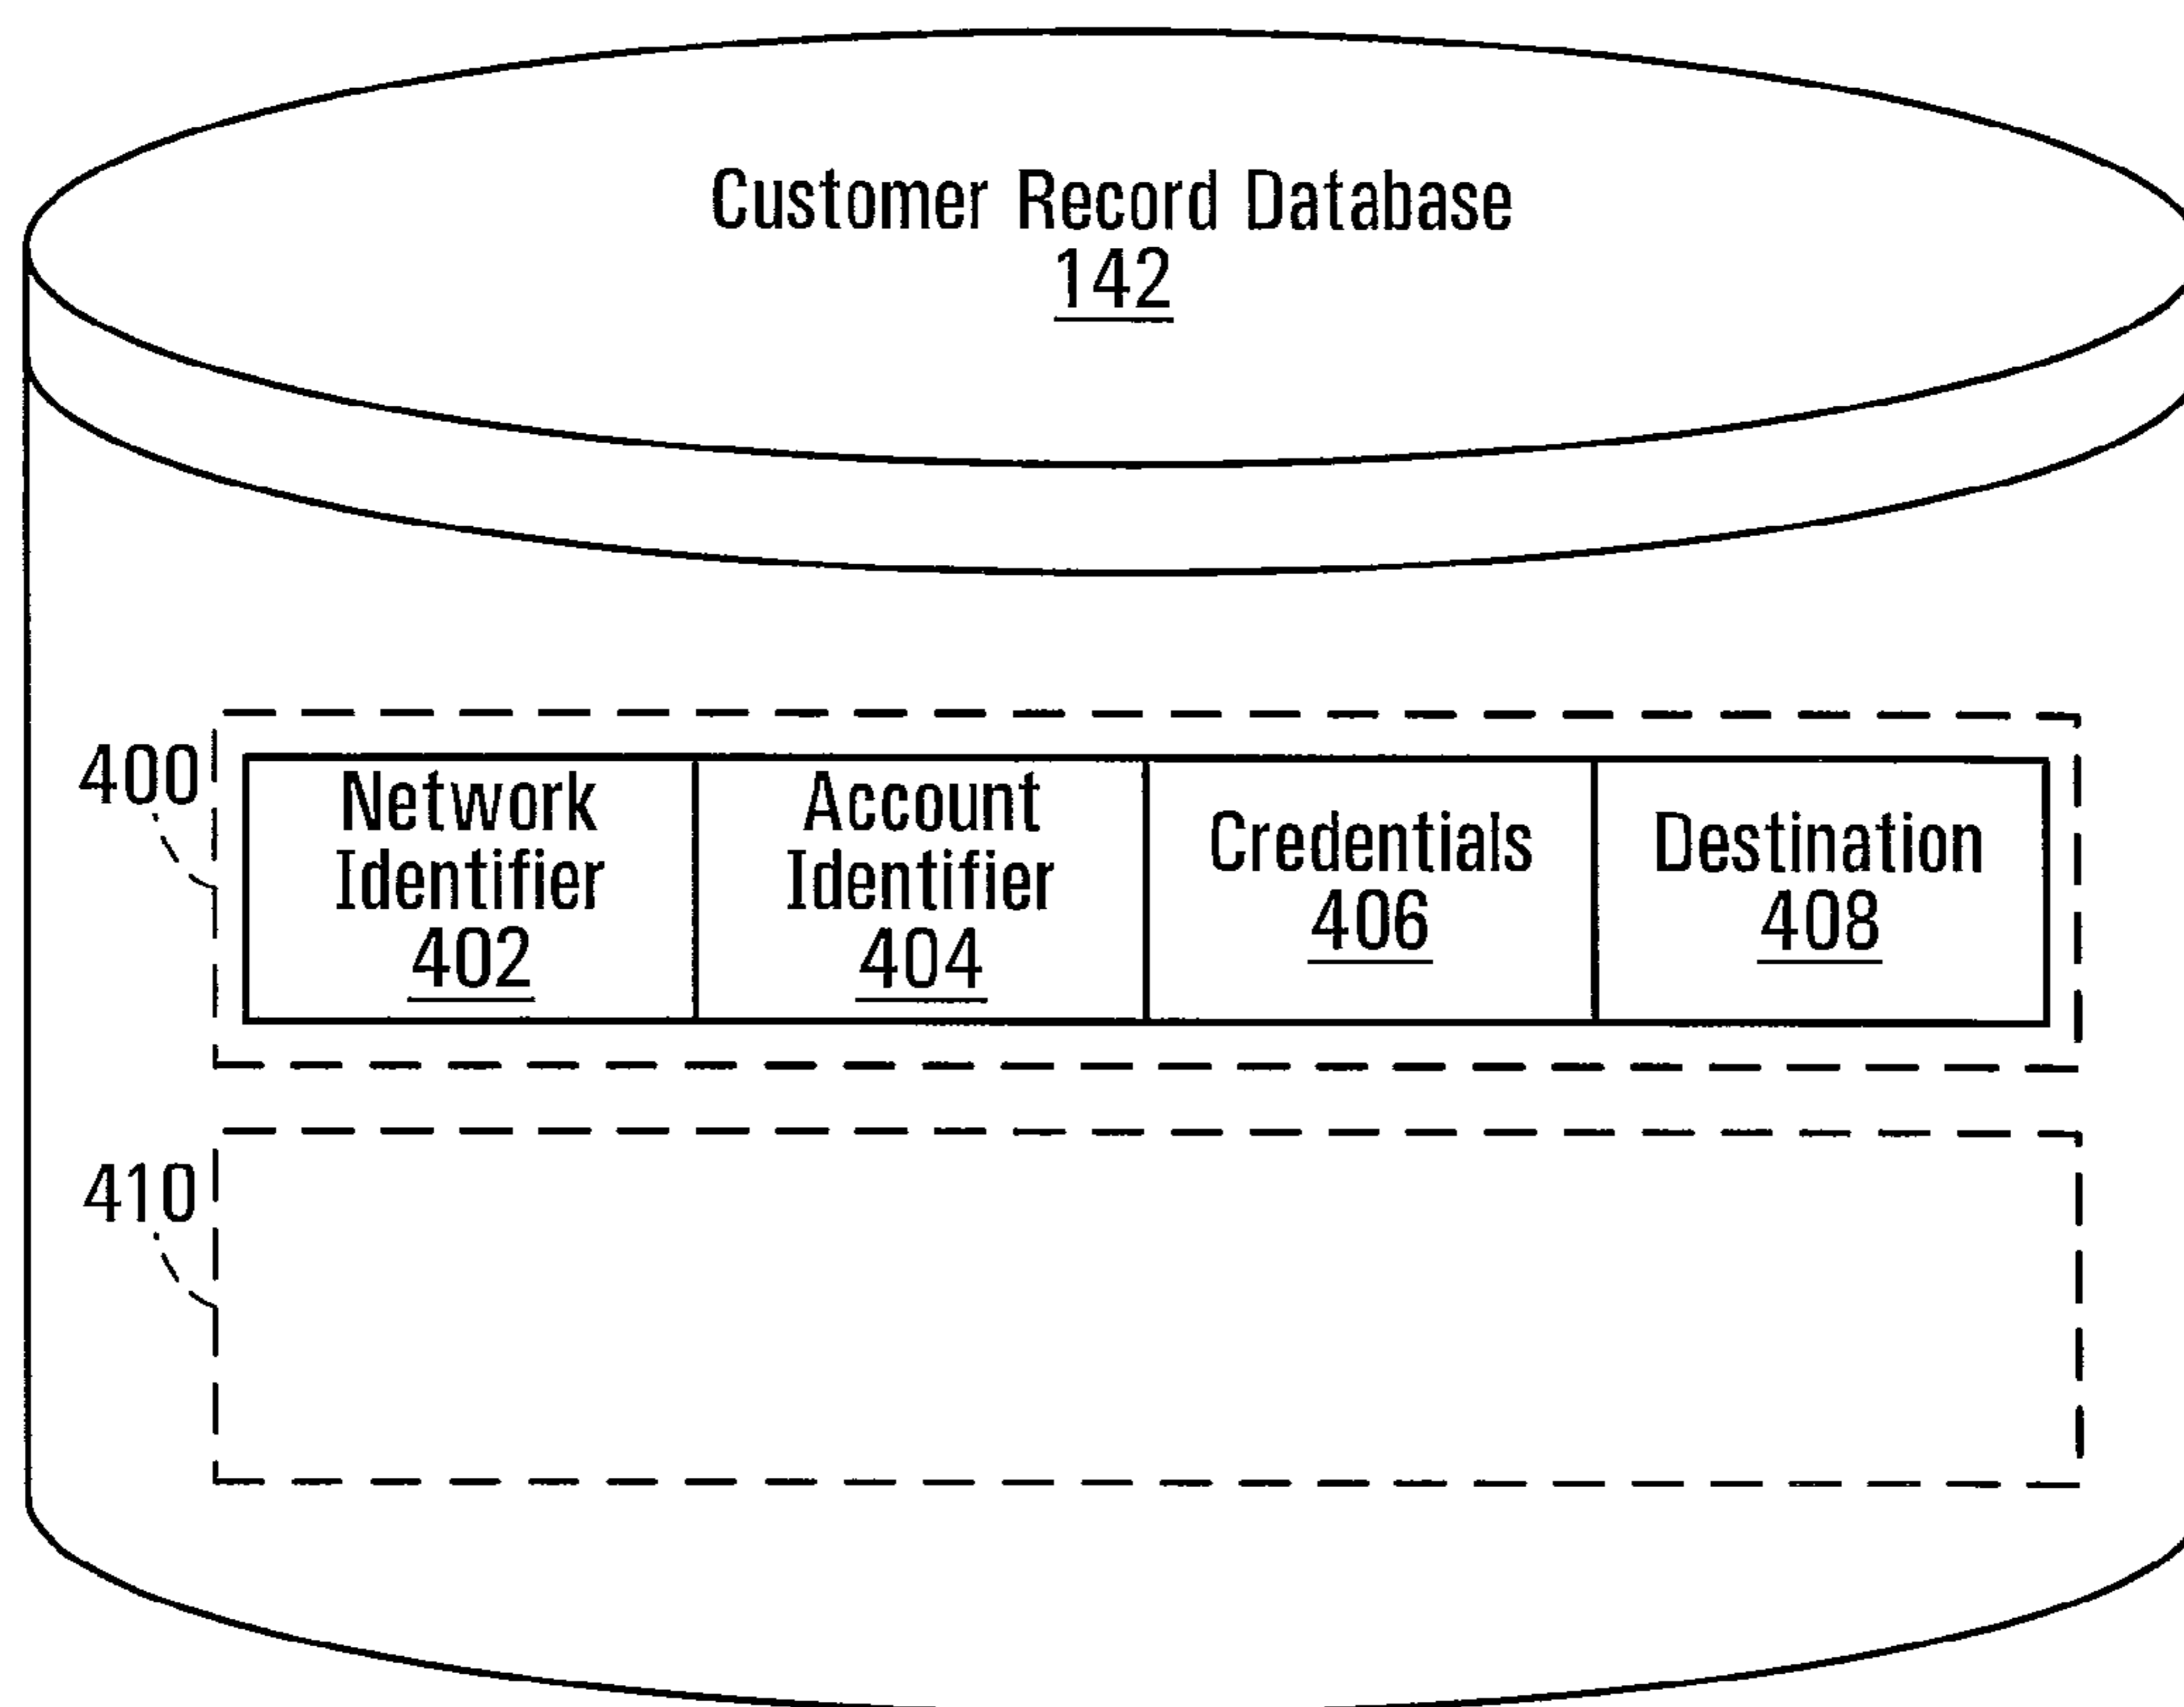 Customer Record Database
142
400
Network
Identifier
402
Account
Identifier
404
Credentials
406
Destination
408
410